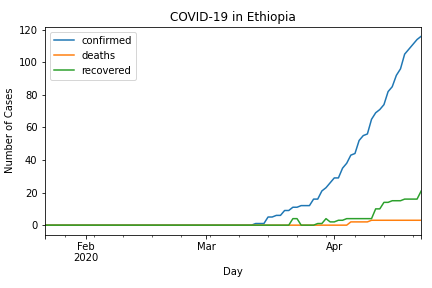 COVID-19 in Ethiopia
confirmed
deaths
recovered
120
100
80
60
40
20
0
Number of Cases
Feb
2020
Mar
Apr
Day